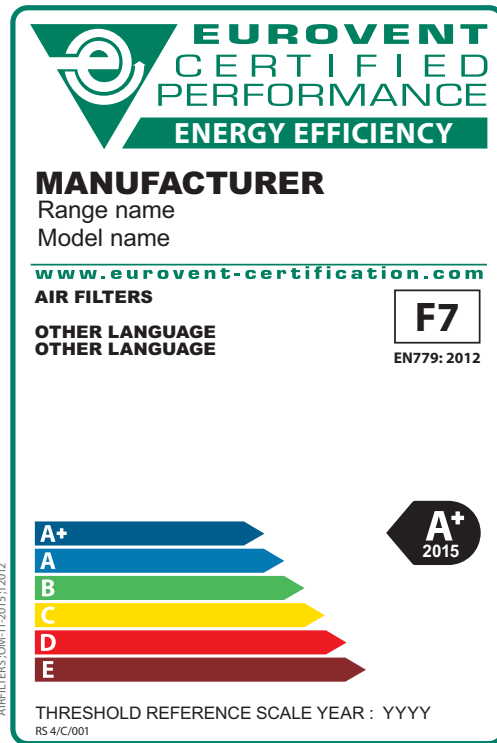 EUROVENT
CERTIFIED
PERFORMANCE
ENERGY EFFICIENCY
MANUFACTURER
Range name
Model name
www.eurovent-certification.com
AIR FILTERS
OTHER LANGUAGE
OTHER LANGUAGE
F7
EN779: 2012
A+
A
B
C
D
E
A+
2015
THRESHOLD REFERENCE SCALE YEAR : YYYY
RS 4/C/001